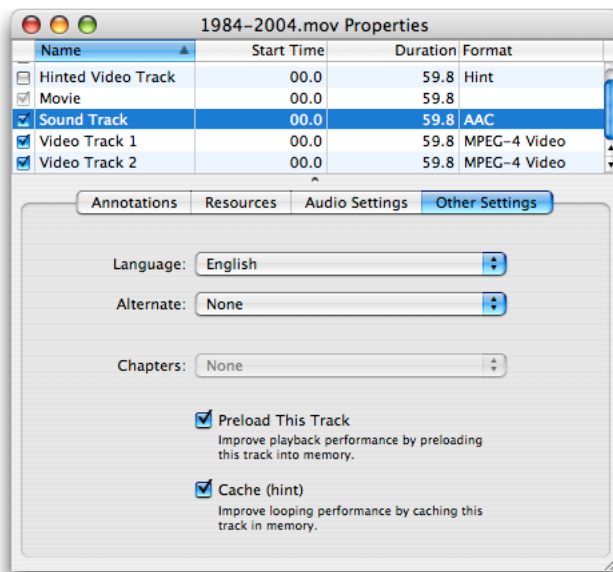 1984-2004.mov Properties
Name Start Time Duration Format
Hinted Video Track 00.0 59.8 Hint
Movie 00.0 59.8
Sound Track 00.0 59.8 AAC
Video Track 1 00.0 59.8 MPEG-4 Video
Video Track 2 00.0 59.8 MPEG-4 Video
Annotations Resources Audio Settings Other Settings
Language: English
Alternate: None
Chapters: None
Preload This Track
Improve playback performance by preloading
this track into memory.
Cache (hint)
Improve looping performance by caching this
track in memory.